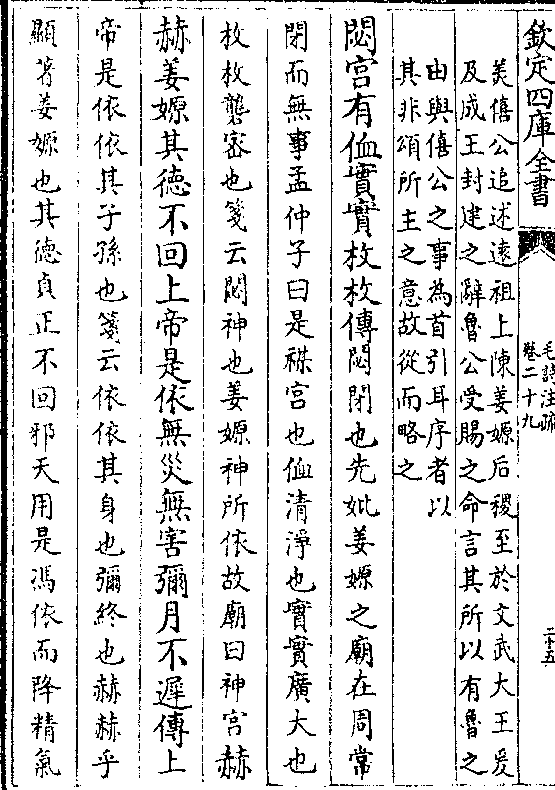 欽定四庫全書
毛詩注疏
卷二十九
二十五
美僖公追述遠祖上陳姜嫄后稷至於文武大王爰
及成王封建之辭魯公受賜之命言其所以有魯之
由與僖公之事為首引耳序者以
其非頌所主之意故從而略之
閟宮有侐實實枚枚傳閟閉也先妣姜嫄之廟在周常
閉而無事孟仲子曰是禖宮也侐清淨也實實廣大也
枚枚礱密也箋云閟神也姜嫄神所依故廟曰神宮赫
赫姜嫄其徳不回上帝是依無災無害彌月不遲傳上
帝是依依其子孫也箋云依依其身也彌終也赫赫乎
顯著姜嫄也其徳貞正不回邪天用是馮依而降精氣